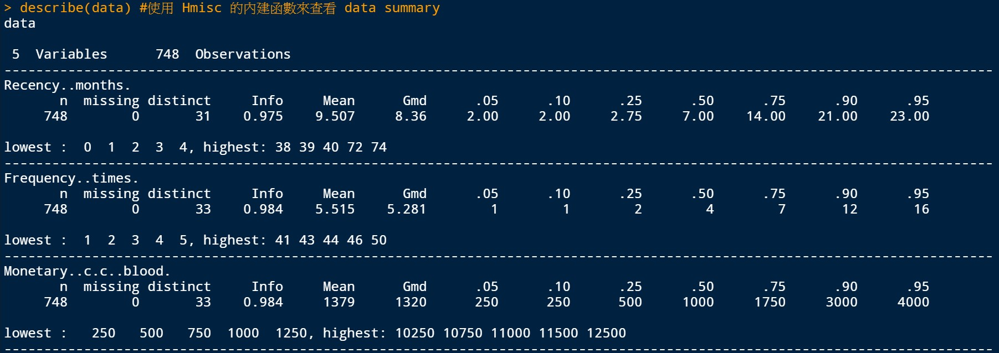 > describe(data) #使用 Hmisc 的內建函數來查看 data summary
data
5  Variables      748  Observations
--------------------------------------------------------------------------------------------------------------------------
Recency..months.
n  missing distinct     Info     Mean      Gmd      .05      .10      .25      .50      .75      .90      .95
748        0       31    0.975    9.507     8.36     2.00     2.00     2.75     7.00    14.00    21.00    23.00
lowest :  0  1  2  3  4, highest: 38 39 40 72 74
--------------------------------------------------------------------------------------------------------------------------
Frequency..times.
n  missing distinct     Info     Mean      Gmd      .05      .10      .25      .50      .75      .90      .95
748        0       33    0.984    5.515    5.281        1        1        2        4        7       12       16
lowest :  1  2  3  4  5, highest: 41 43 44 46 50
--------------------------------------------------------------------------------------------------------------------------
Monetary..c.c..blood.
n  missing distinct     Info     Mean      Gmd      .05      .10      .25      .50      .75      .90      .95
748        0       33    0.984     1379     1320      250      250      500     1000     1750     3000     4000
lowest :   250   500   750  1000  1250, highest: 10250 10750 11000 11500 12500
--------------------------------------------------------------------------------------------------------------------------